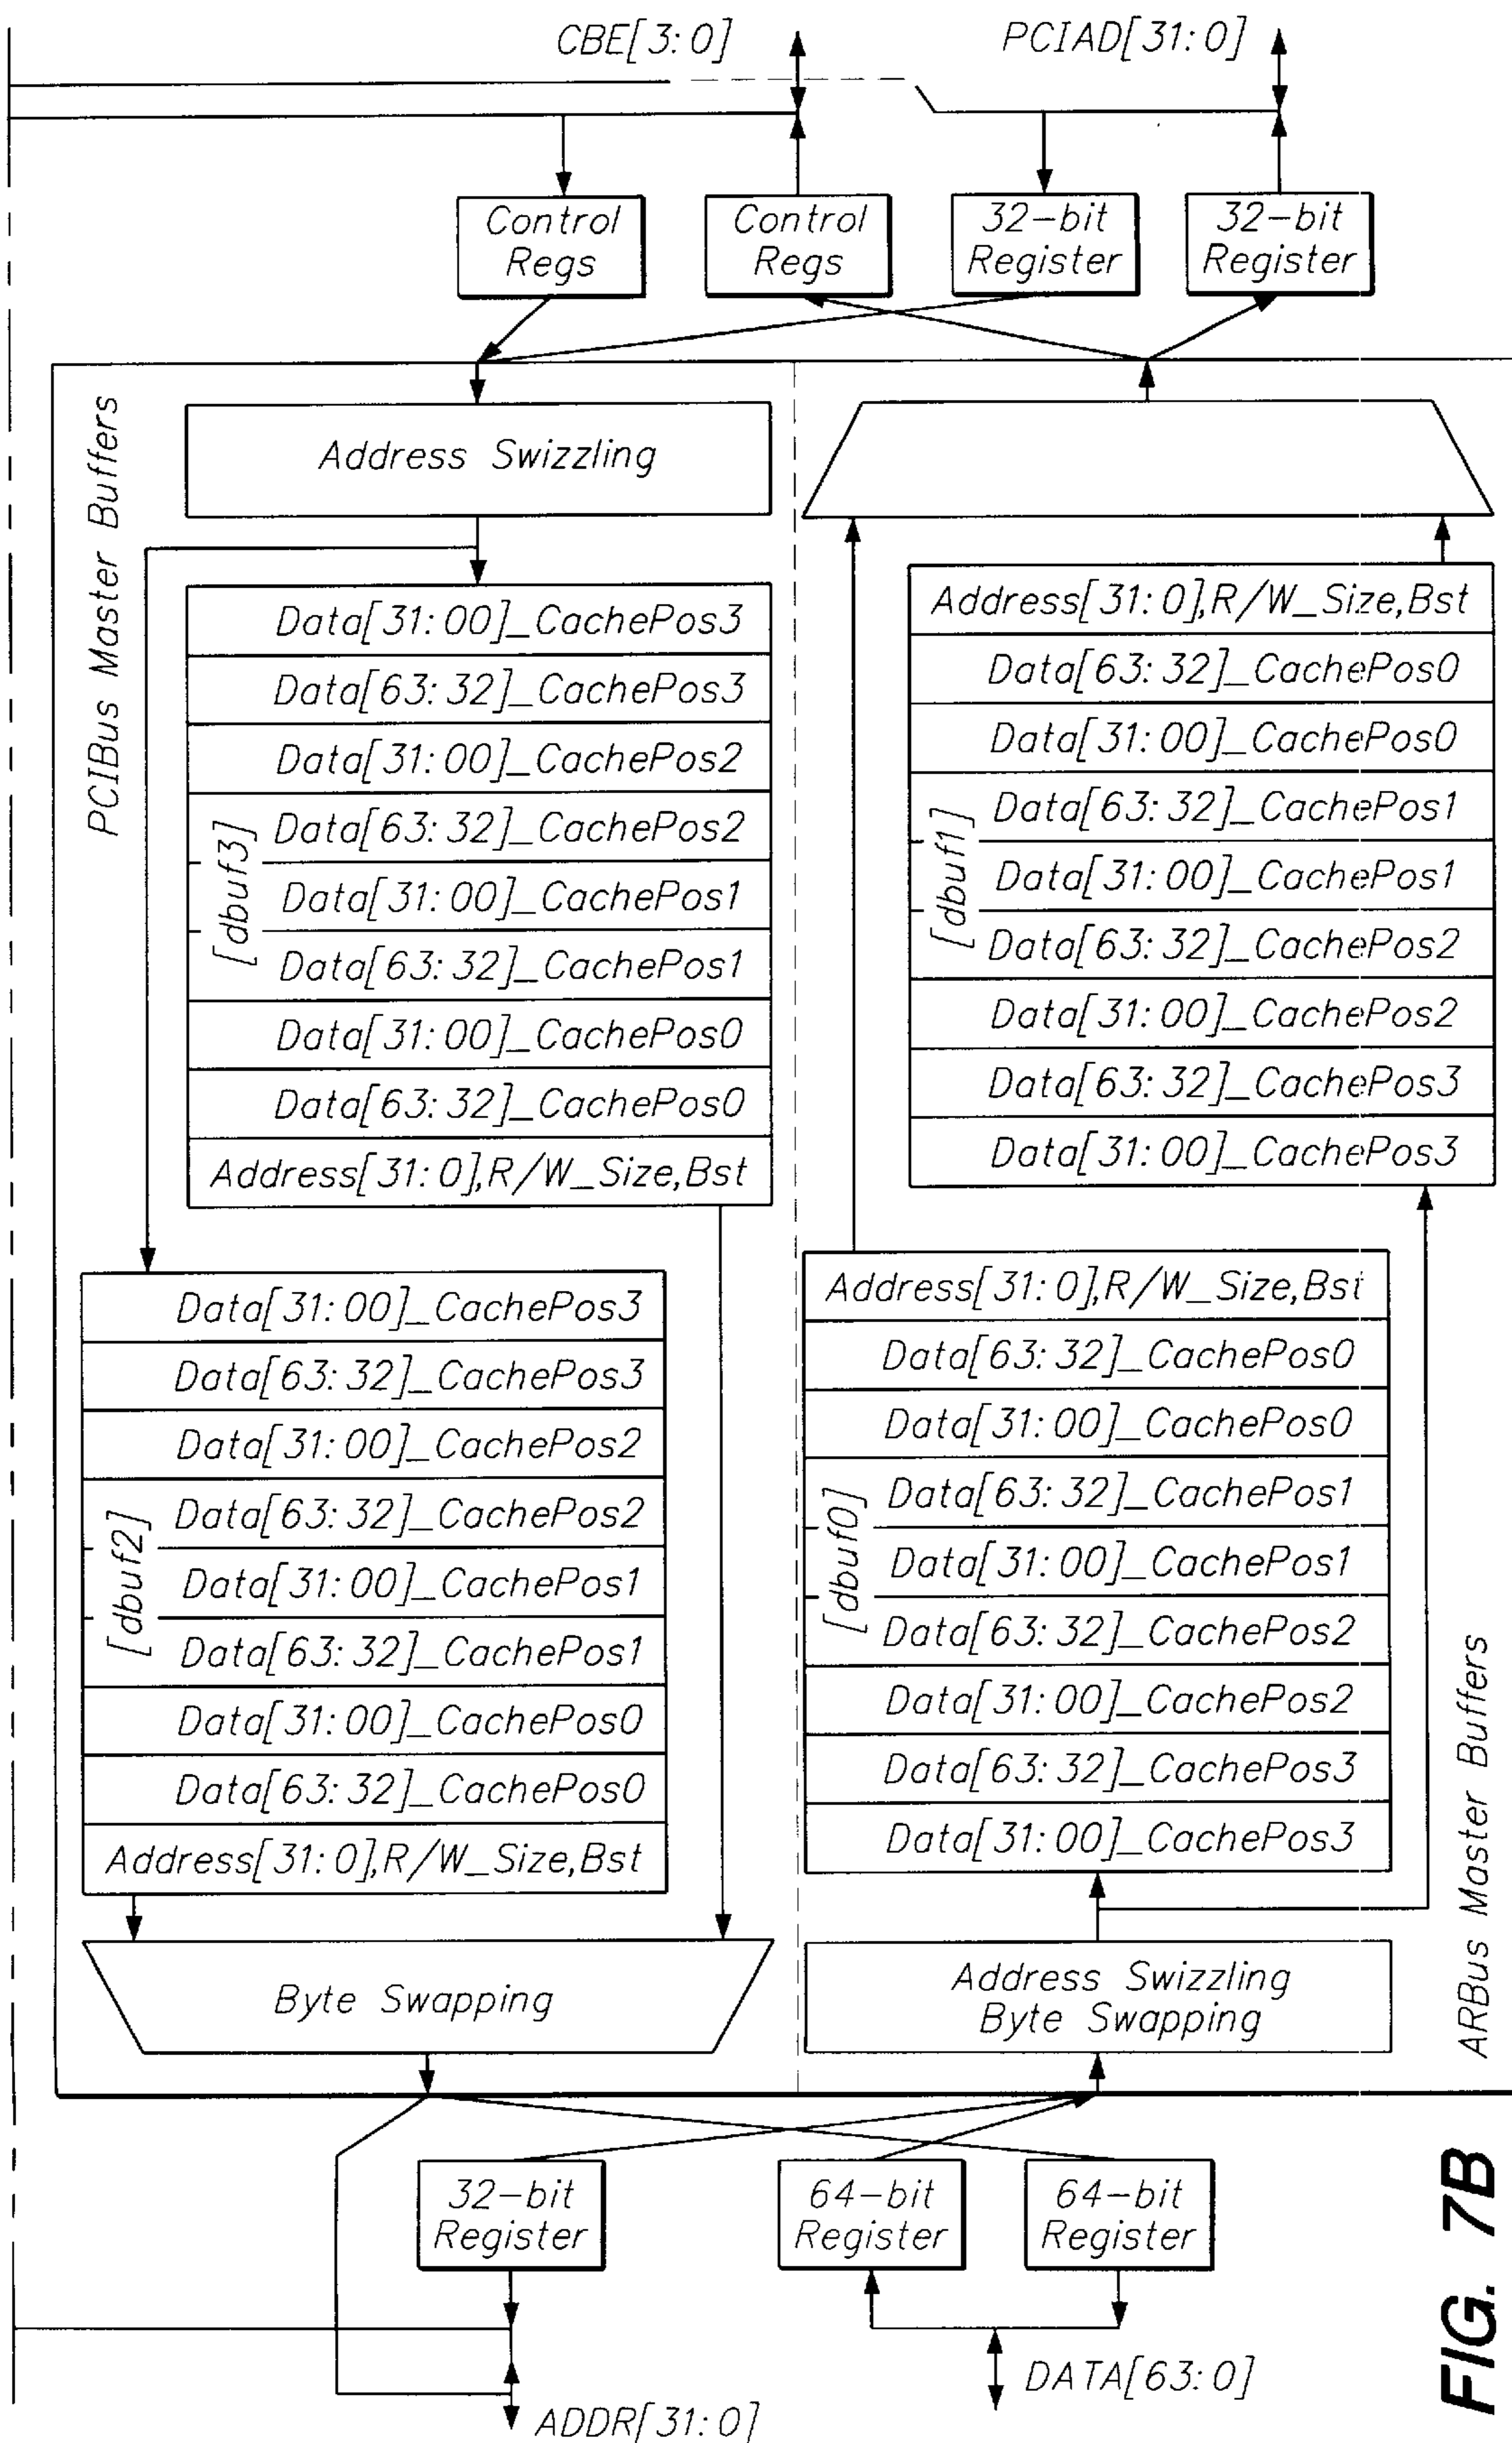 CBE[3:0]
PCIAD[31:0]
Control
Regs
Control
Regs
32-bit
Register
32-bit
Register
PCIBus Master Buffers
Address Swizzling
Data[31:00]_CachePos3
Data[63:32]_CachePos3
Data[31:00]_CachePos2
Data[63:32]_CachePos2
Data[31:00]_CachePos1
Data[63:32]_CachePos1
Data[31:00]_CachePos0
Data[63:32]_CachePos0
Address[31:0],R/W_Size,Bst
[dbuf3]
Address[31:0],R/W_Size,Bst
Data[63:32]_CachePos0
Data[31:00]_CachePos0
Data[63:32]_CachePos1
Data[31:00]_CachePos1
Data[63:32]_CachePos2
Data[31:00]_CachePos2
Data[63:32]_CachePos3
Data[31:00]_CachePos3
[dbuf1]
Data[31:00]_CachePos3
Data[63:32]_CachePos3
Data[31:00]_CachePos2
Data[63:32]_CachePos2
Data[31:00]_CachePos1
Data[63:32]_CachePos1
Data[31:00]_CachePos0
Data[63:32]_CachePos0
Address[31:0],R/W_Size,Bst
[dbuf2]
Address[31:0],R/W_Size,Bst
Data[63:32]_CachePos0
Data[31:00]_CachePos0
Data[63:32]_CachePos1
Data[31:00]_CachePos1
Data[63:32]_CachePos2
Data[31:00]_CachePos2
Data[63:32]_CachePos3
Data[31:00]_CachePos3
[dbuf0]
Byte Swapping
Address Swizzling
Byte Swapping
ARBus Master Buffers
32-bit
Register
64-bit
Register
64-bit
Register
DATA[63:0]
ADDR[31:0]
FIG. 7B